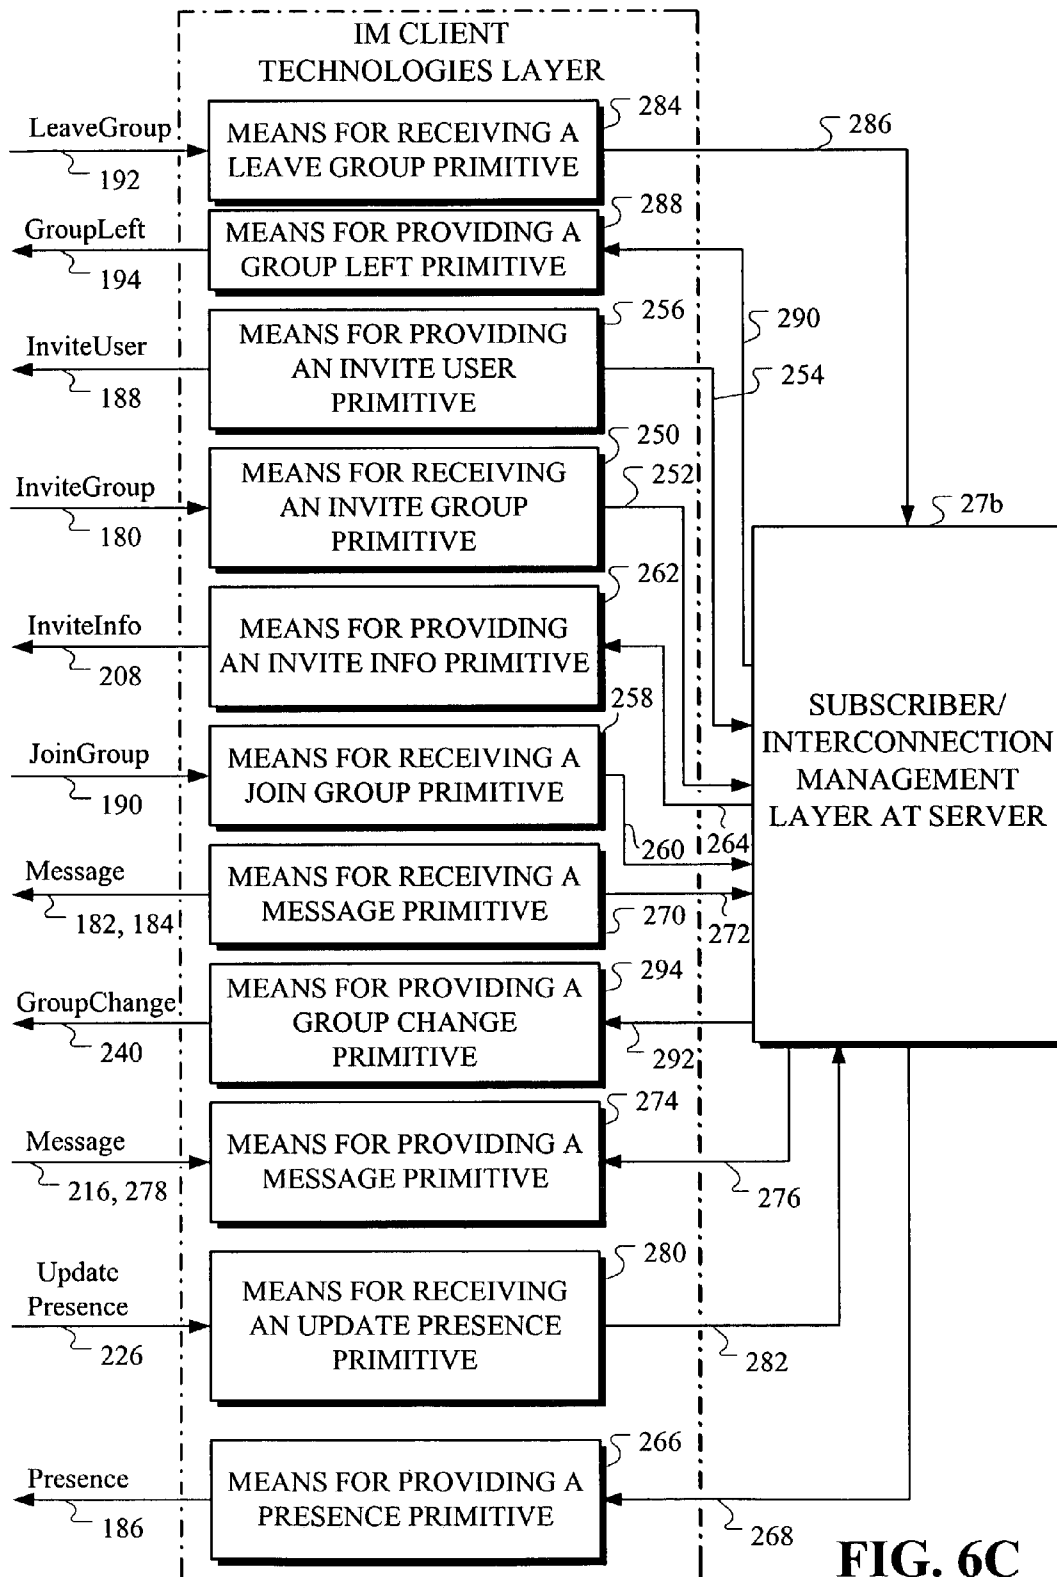 IM CLIENT
TECHNOLOGIES LAYER
LeaveGroup
192
MEANS FOR RECEIVING A
LEAVE GROUP PRIMITIVE
284
286
GroupLeft
194
MEANS FOR PROVIDING A
GROUP LEFT PRIMITIVE
288
290
InviteUser
188
MEANS FOR PROVIDING
AN INVITE USER
PRIMITIVE
256
254
InviteGroup
180
MEANS FOR RECEIVING
AN INVITE GROUP
PRIMITIVE
250
252
27b
SUBSCRIBER/
INTERCONNECTION
MANAGEMENT
LAYER AT SERVER
InviteInfo
208
MEANS FOR PROVIDING
AN INVITE INFO PRIMITIVE
262
264
JoinGroup
190
MEANS FOR RECEIVING A
JOIN GROUP PRIMITIVE
258
260
Message
182, 184
MEANS FOR RECEIVING A
MESSAGE PRIMITIVE
270
272
GroupChange
240
MEANS FOR PROVIDING A
GROUP CHANGE
PRIMITIVE
294
292
Message
216, 278
MEANS FOR PROVIDING A
MESSAGE PRIMITIVE
274
276
Update
Presence
226
MEANS FOR RECEIVING
AN UPDATE PRESENCE
PRIMITIVE
280
282
Presence
186
MEANS FOR PROVIDING A
PRESENCE PRIMITIVE
266
268
FIG. 6C